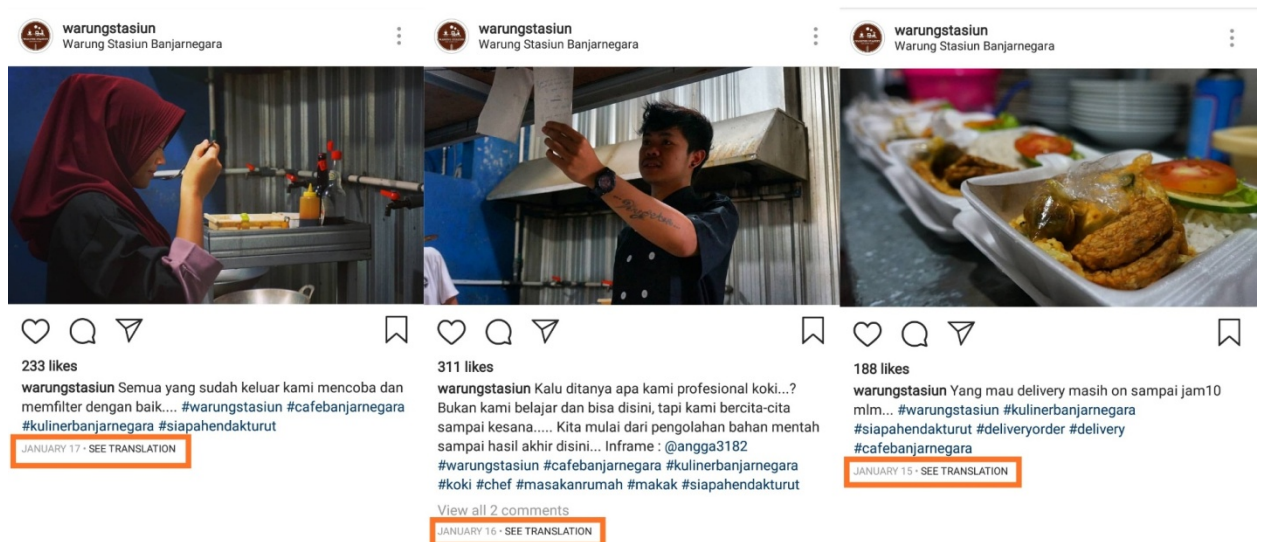 warungstasiun
Warung Stasiun Banjarnegara
233 likes
warungstasiun Semua yang sudah keluar kami mencoba dan
memfilter dengan baik.... #warungstasiun #cafebanjarnegara
#kulinerbanjarnegara #siapahendakturut
JANUARY 17 • SEE TRANSLATION
warungstasiun
Warung Stasiun Banjarnegara
311 likes
warungstasiun Kalu ditanya apa kami profesional koki...?
Bukan kami belajar dan bisa disini, tapi kami bercita-cita
sampai kesana..... Kita mulai dari pengolahan bahan mentah
sampai hasil akhir disini... Inframe : @angga3182
#warungstasiun #cafebanjarnegara #kulinerbanjarnegara
#koki #chef #masakanrumah #makak #siapahendakturut
View all 2 comments
JANUARY 16 • SEE TRANSLATION
warungstasiun
Warung Stasiun Banjarnegara
188 likes
warungstasiun Yang mau delivery masih on sampai jam10
mlm... #warungstasiun #kulinerbanjarnegara
#siapahendakturut #deliveryorder #delivery
#cafebanjarnegara
JANUARY 15 • SEE TRANSLATION